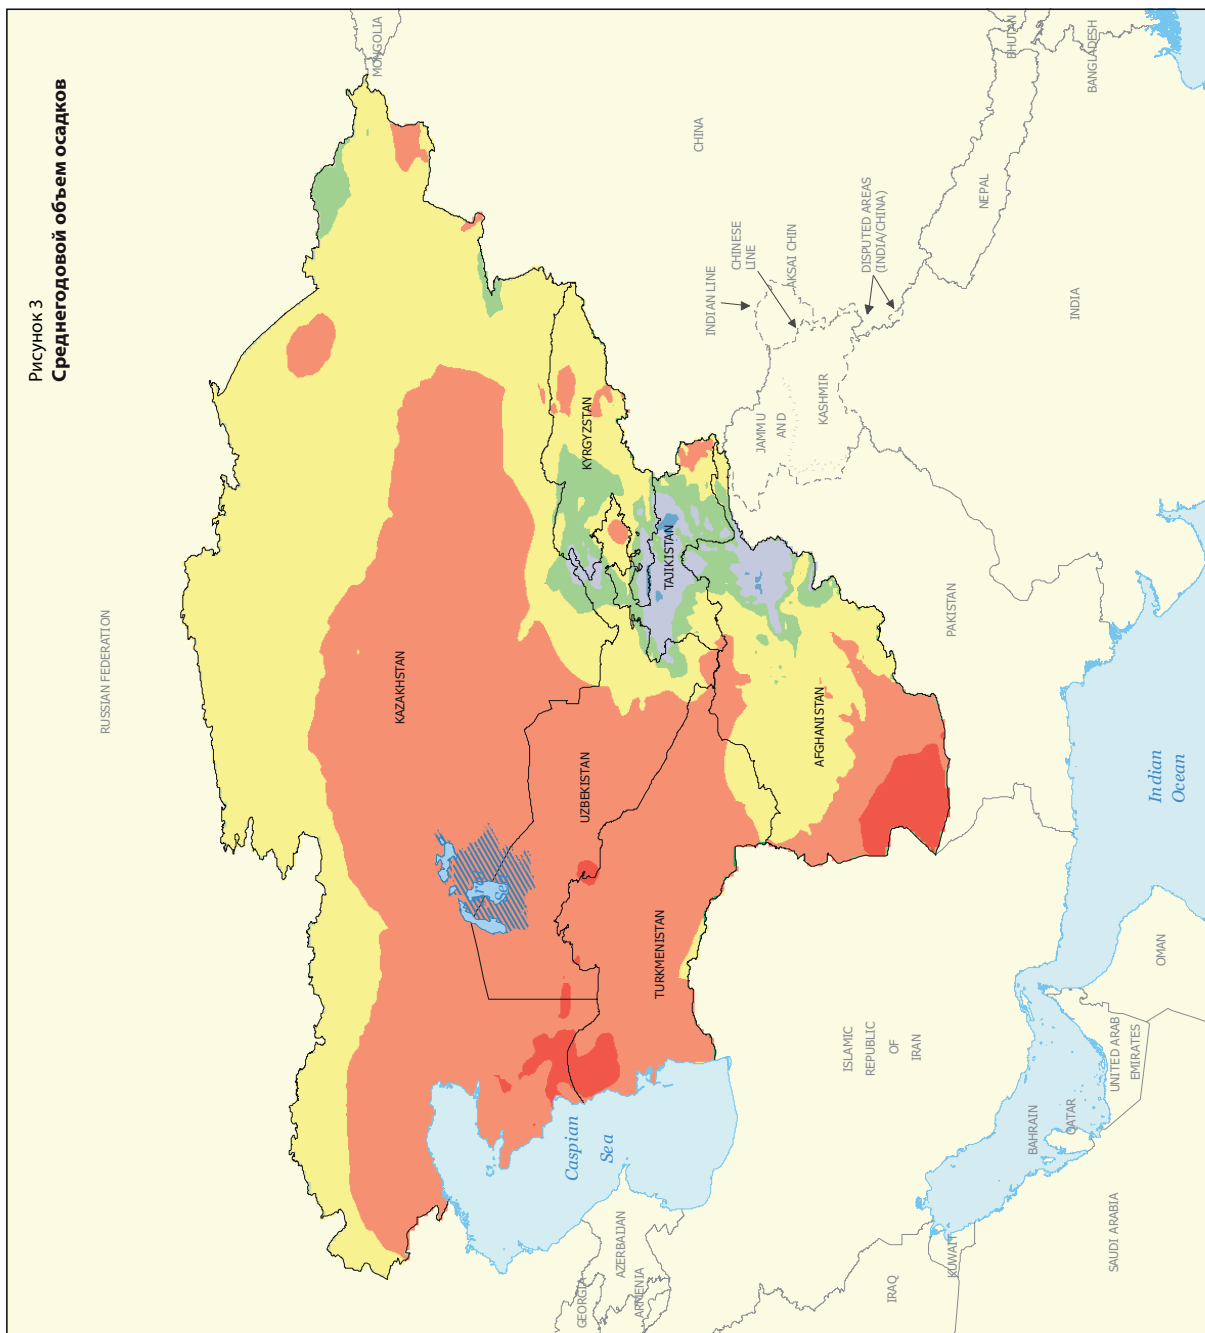 Рисунок 3
Среднегодовой объем осадков
RUSSIAN FEDERATION
MONGOLIA
KAZAKHSTAN
CHINA
GEORGIA
AZERBAIJAN
ARMENIA
Caspian
Sea
UZBEKISTAN
KYRGYZSTAN
TURKMENISTAN
TAJIKISTAN
AFGHANISTAN
INDIAN LINE
CHINESE
LINE
AKSAI CHIN
DISPUTED AREAS
(INDIA/CHINA)
JAMMU
AND
KASHMIR
ISLAMIC
REPUBLIC
OF
IRAN
IRAQ
KUWAIT
PAKISTAN
NEPAL
BHUTAN
BANGLADESH
INDIA
BAHRAIN
QATAR
UNITED ARAB
EMIRATES
SAUDI ARABIA
OMAN
Indian
Ocean